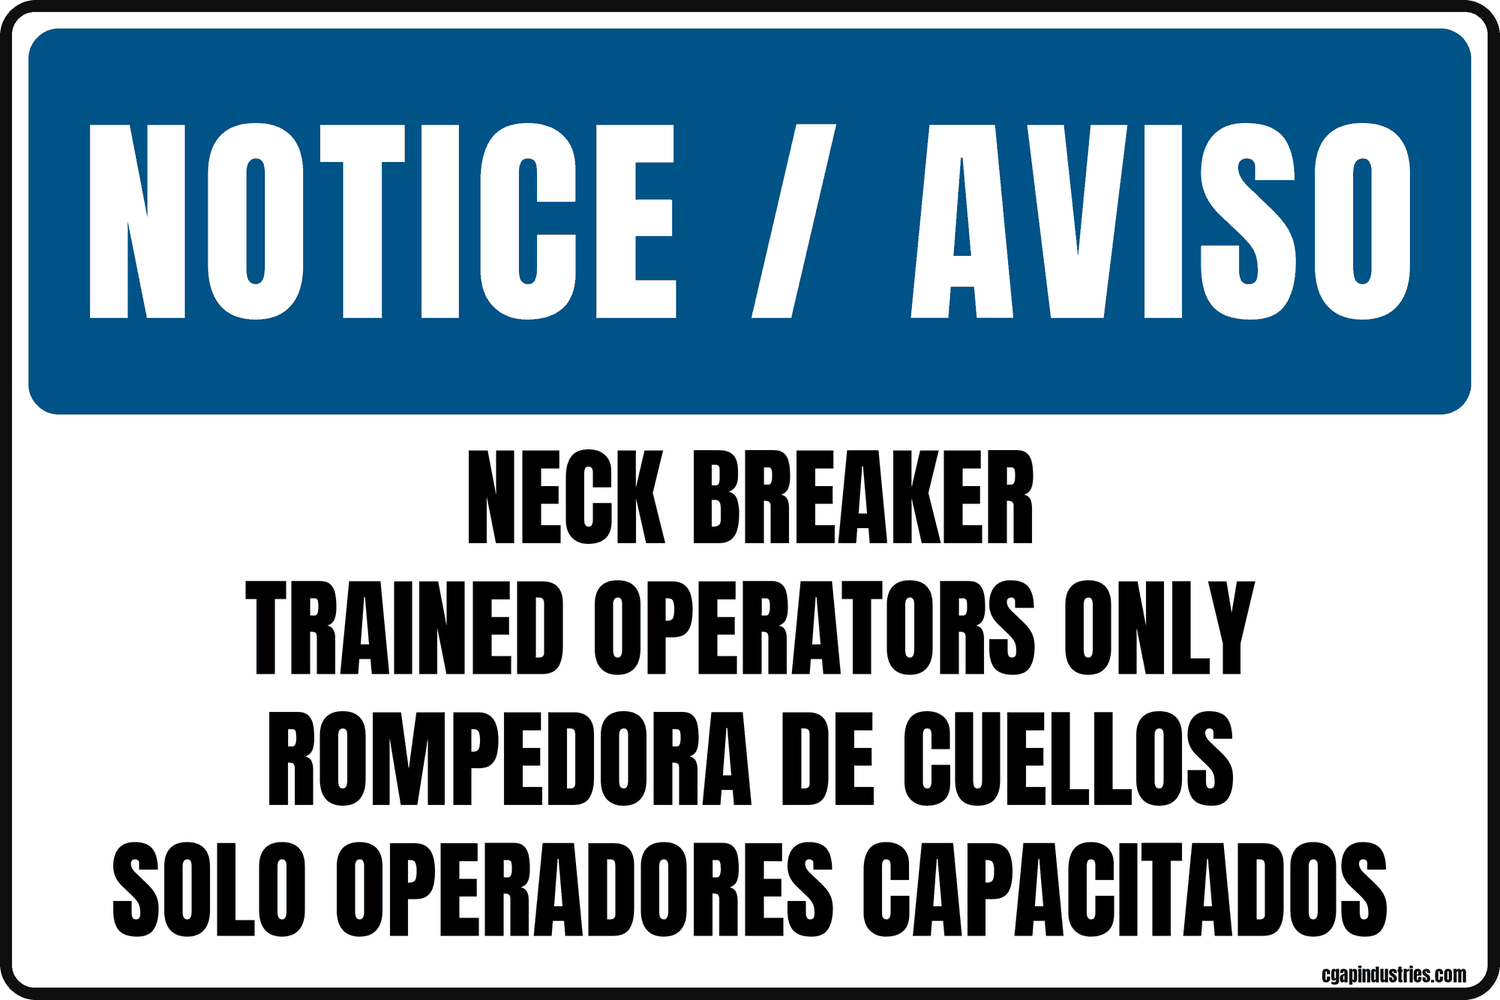 NOTICE / AVISO
NECK BREAKER
TRAINED OPERATORS ONLY
ROMPEDORA DE CUELLOS
SOLO OPERADORES CAPACITADOS
cgapindustries.com